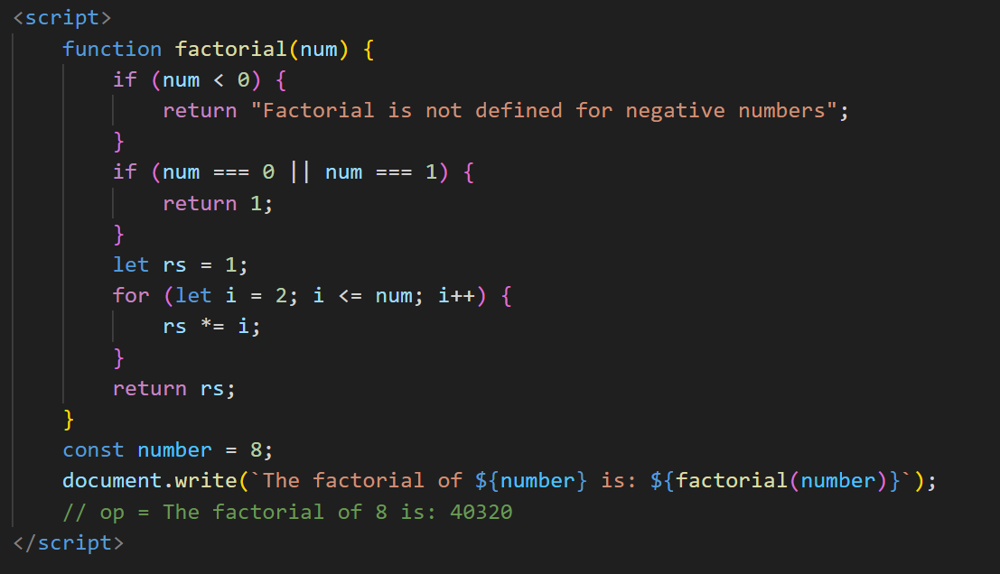 <script>
    function factorial(num) {
        if (num < 0) {
            return "Factorial is not defined for negative numbers";
        }
        if (num === 0 || num === 1) {
            return 1;
        }
        let rs = 1;
        for (let i = 2; i <= num; i++) {
            rs *= i;
        }
        return rs;
    }
    const number = 8;
    document.write(`The factorial of ${number} is: ${factorial(number)}`);
    // op = The factorial of 8 is: 40320
</script>